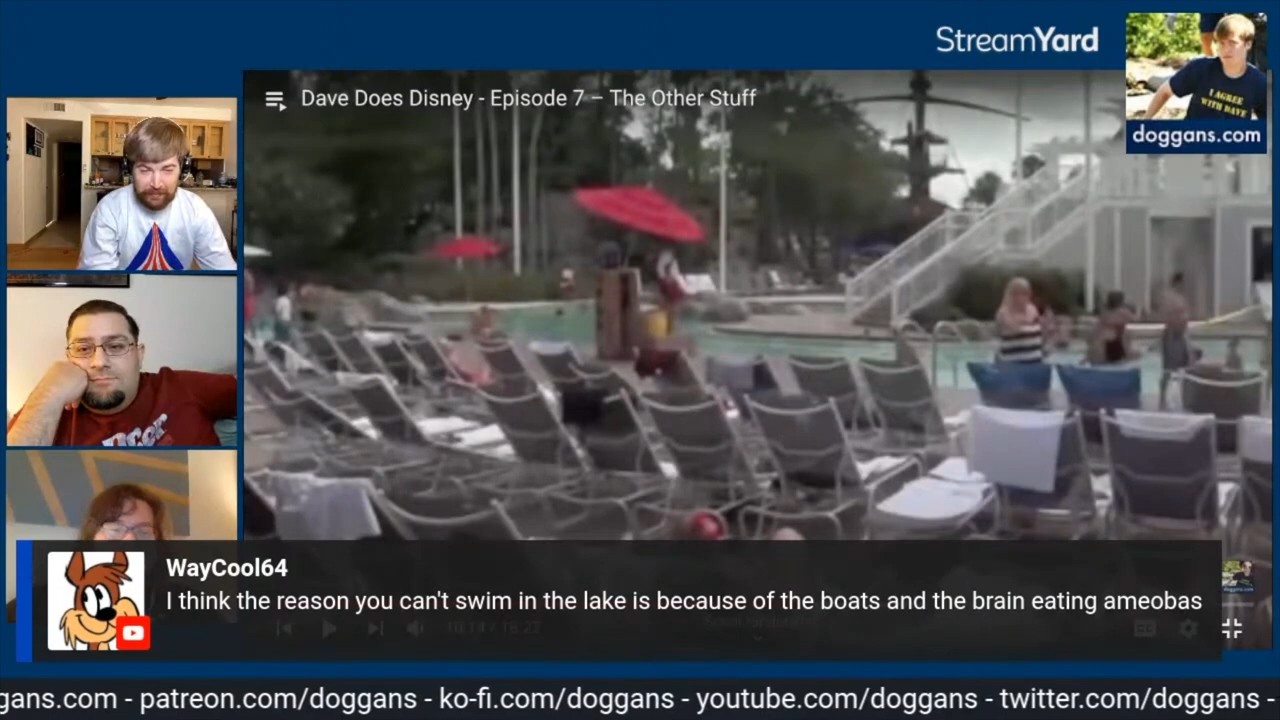 StreamYard
Dave Does Disney - Episode 7 – The Other Stuff
I AGREE
WITH DAVE
doggans.com
WayCool64
I think the reason you can't swim in the lake is because of the boats and the brain eating ameobas
gans.com - patreon.com/doggans - ko-fi.com/doggans - youtube.com/doggans - twitter.com/doggans -